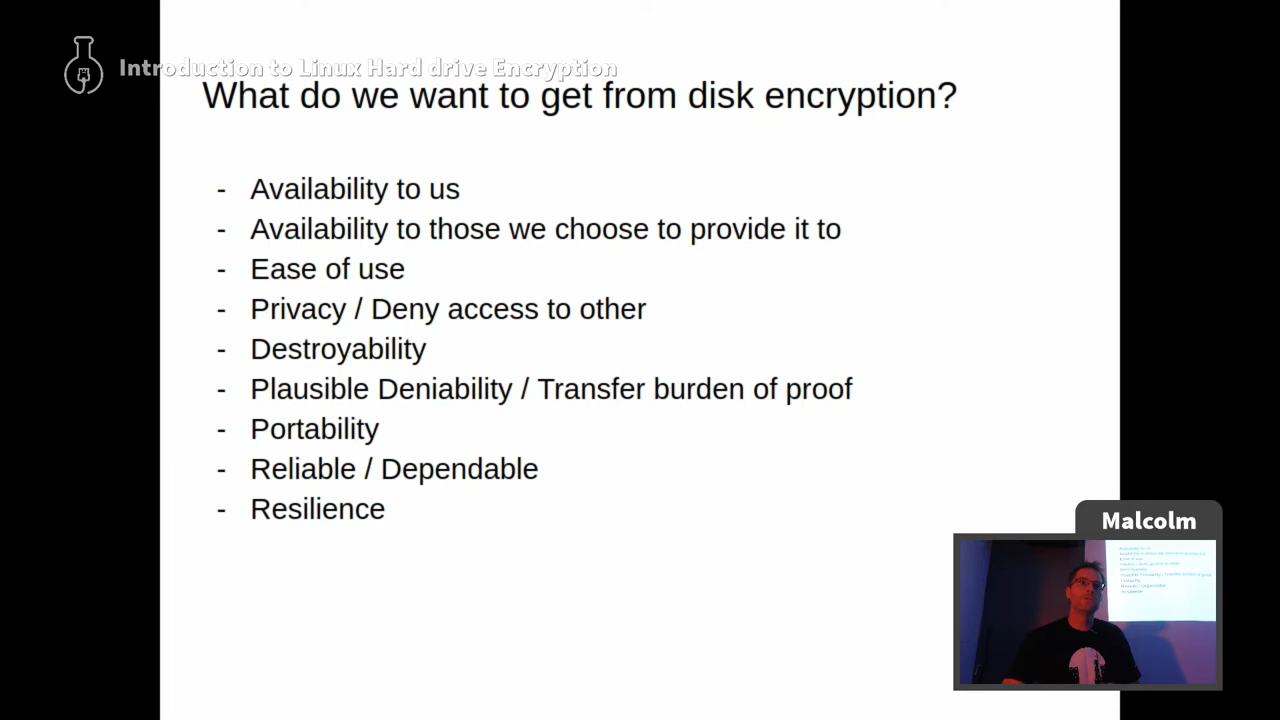 Introduction to Linux Hard drive Encryption
What do we want to get from disk encryption?
- Availability to us
- Availability to those we choose to provide it to
- Ease of use
- Privacy / Deny access to other
- Destroyability
- Plausible Deniability / Transfer burden of proof
- Portability
- Reliable / Dependable
- Resilience
Malcolm